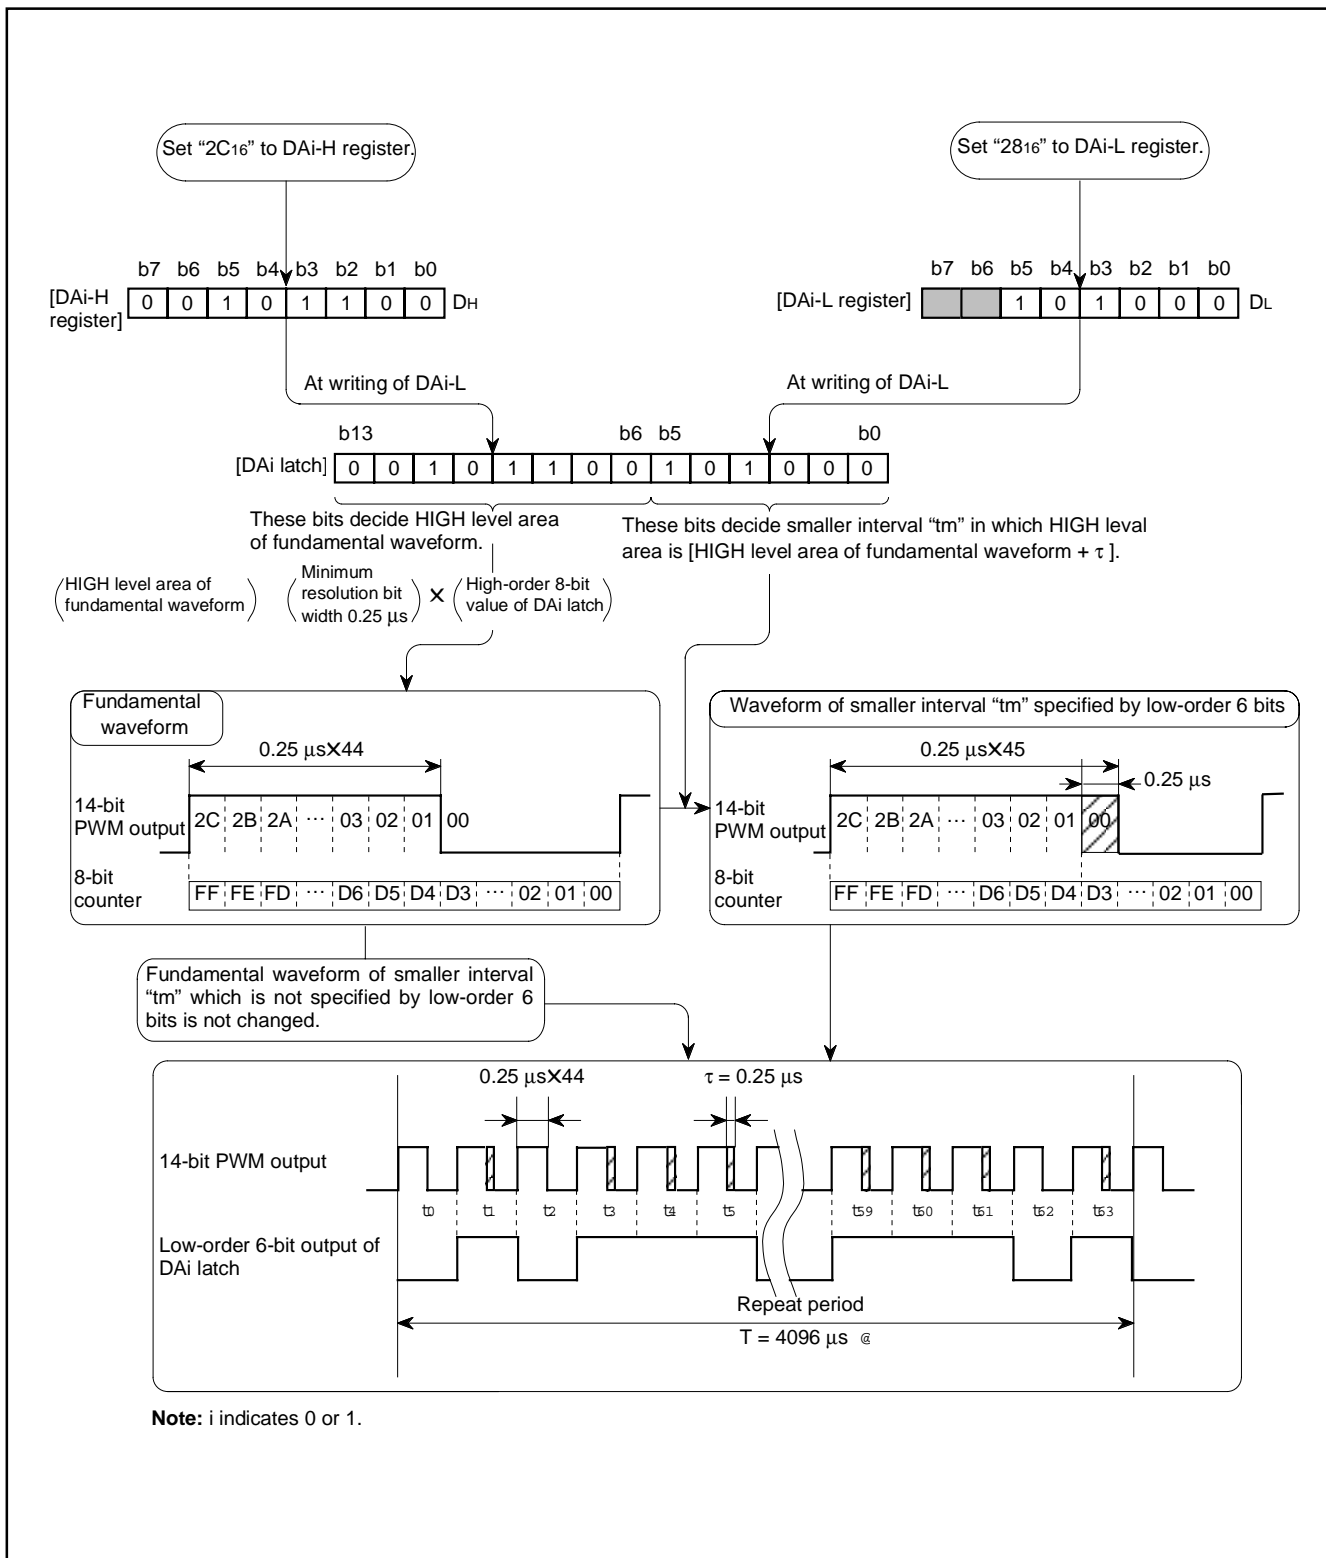 Set “2C16” to DAi-H register.
Set “2816” to DAi-L register.
b7 b6 b5 b4 b3 b2 b1 b0
[DAi-H register] 0 0 1 0 1 1 0 0 DH
b7 b6 b5 b4 b3 b2 b1 b0
[DAi-L register] 1 0 1 0 0 0 DL
At writing of DAi-L
At writing of DAi-L
b13 b6 b5 b0
[DAi latch] 0 0 1 0 1 1 0 0 1 0 1 0 0 0
These bits decide HIGH level area
of fundamental waveform.
These bits decide smaller interval “tm” in which HIGH leval
area is [HIGH level area of fundamental waveform + τ ].
(HIGH level area of
fundamental waveform)
(Minimum
resolution bit
width 0.25 μs)
×
(High-order 8-bit
value of DAi latch)
Fundamental
waveform
0.25 μs×44
14-bit
PWM output
2C 2B 2A ... 03 02 01 00
8-bit
counter
FF FE FD ... D6 D5 D4 D3 ... 02 01 00
Waveform of smaller interval “tm” specified by low-order 6 bits
0.25 μs×45
0.25 μs
14-bit
PWM output
2C 2B 2A ... 03 02 01 00
8-bit
counter
FF FE FD ... D6 D5 D4 D3 ... 02 01 00
Fundamental waveform of smaller interval
“tm” which is not specified by low-order 6
bits is not changed.
0.25 μs×44
τ = 0.25 μs
14-bit PWM output
t0 t1 t2 t3 t4 t5 t59 t60 t61 t62 t63
Low-order 6-bit output of
DAi latch
Repeat period
T = 4096 μs @
Note: i indicates 0 or 1.